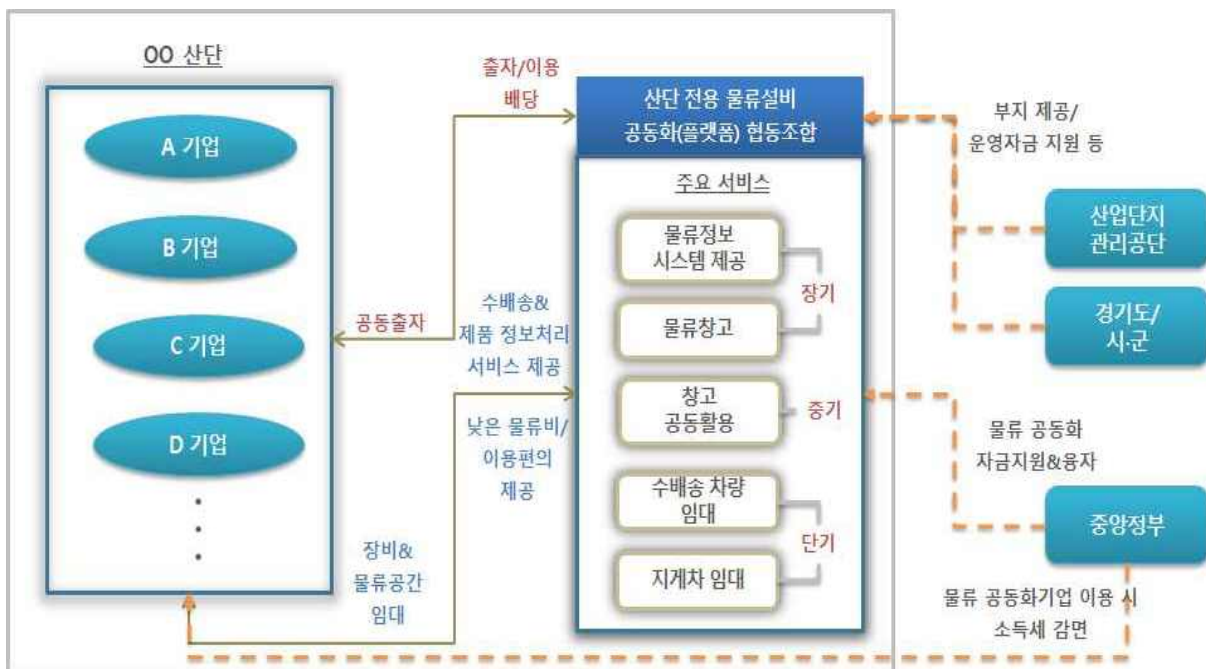 OO 산단
A 기업
B 기업
C 기업
D 기업
출자/이용
배당
공동출자
수배송&
제품 정보처리
서비스 제공
낮은 물류비/
이용편의
제공
장비&
물류공간
임대
산단 전용 물류설비
공동화(플랫폼) 협동조합
주요 서비스
물류정보
시스템 제공
물류창고
장기
창고
공동활용
중기
수배송 차량
임대
지게차 임대
단기
부지 제공/
운영자금 지원 등
산업단지
관리공단
경기도/
시·군
물류 공동화
자금지원&융자
중앙정부
물류 공동화기업 이용 시
소득세 감면